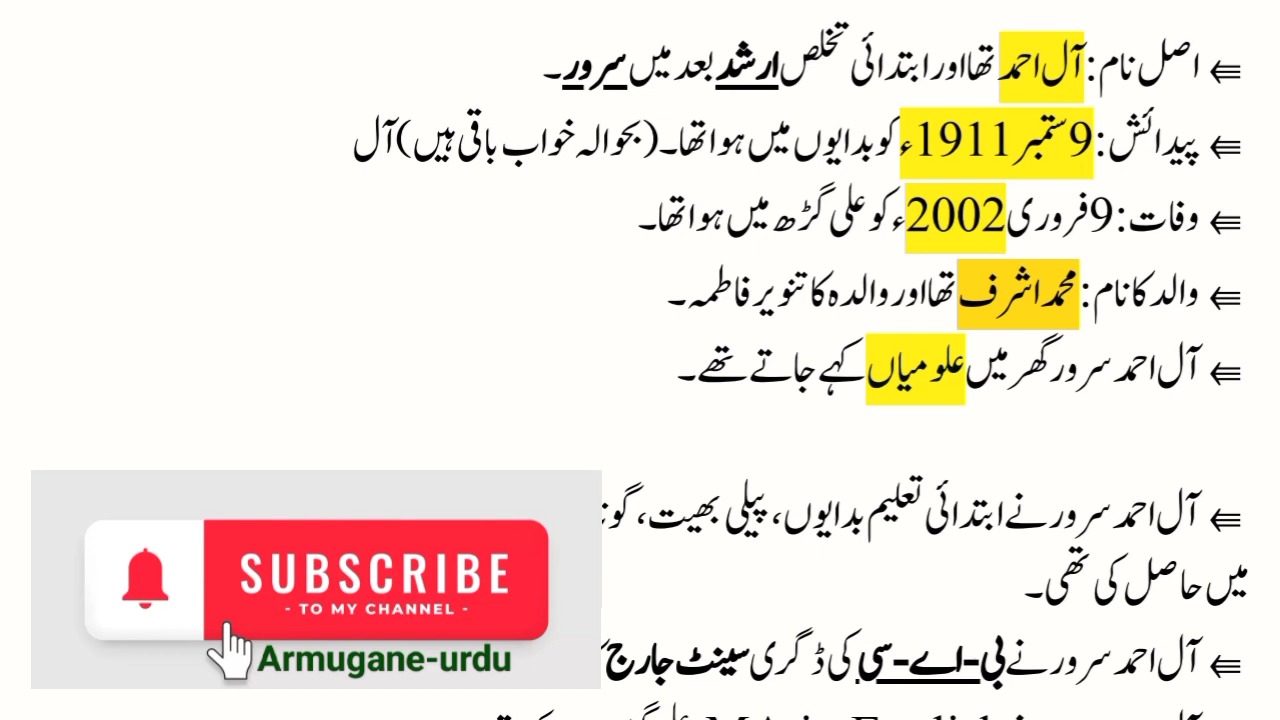 ⇚ اصل نام: آل احمد تھا اور ابتدائی تخلص ارشد بعد میں سرور۔
⇚ پیدائش: 9 ستمبر 1911ء کو بدایوں میں ہوا تھا۔ (بحوالہ خواب باقی ہیں) آل
⇚ وفات: 9 فروری 2002ء کو علی گڑھ میں ہوا تھا۔
⇚ والد کا نام: محمد اشرف تھا اور والدہ کا تنویر فاطمہ۔
⇚ آل احمد سرور گھر میں علو میاں کہے جاتے تھے۔
⇚ آل احمد سرور نے ابتدائی تعلیم بدایوں، پیلی بھیت،
میں حاصل کی تھی۔
⇚ آل احمد سرور نے بی-اے-سی کی ڈگری سینٹ جارج
SUBSCRIBE
- TO MY CHANNEL -
Armugane-urdu